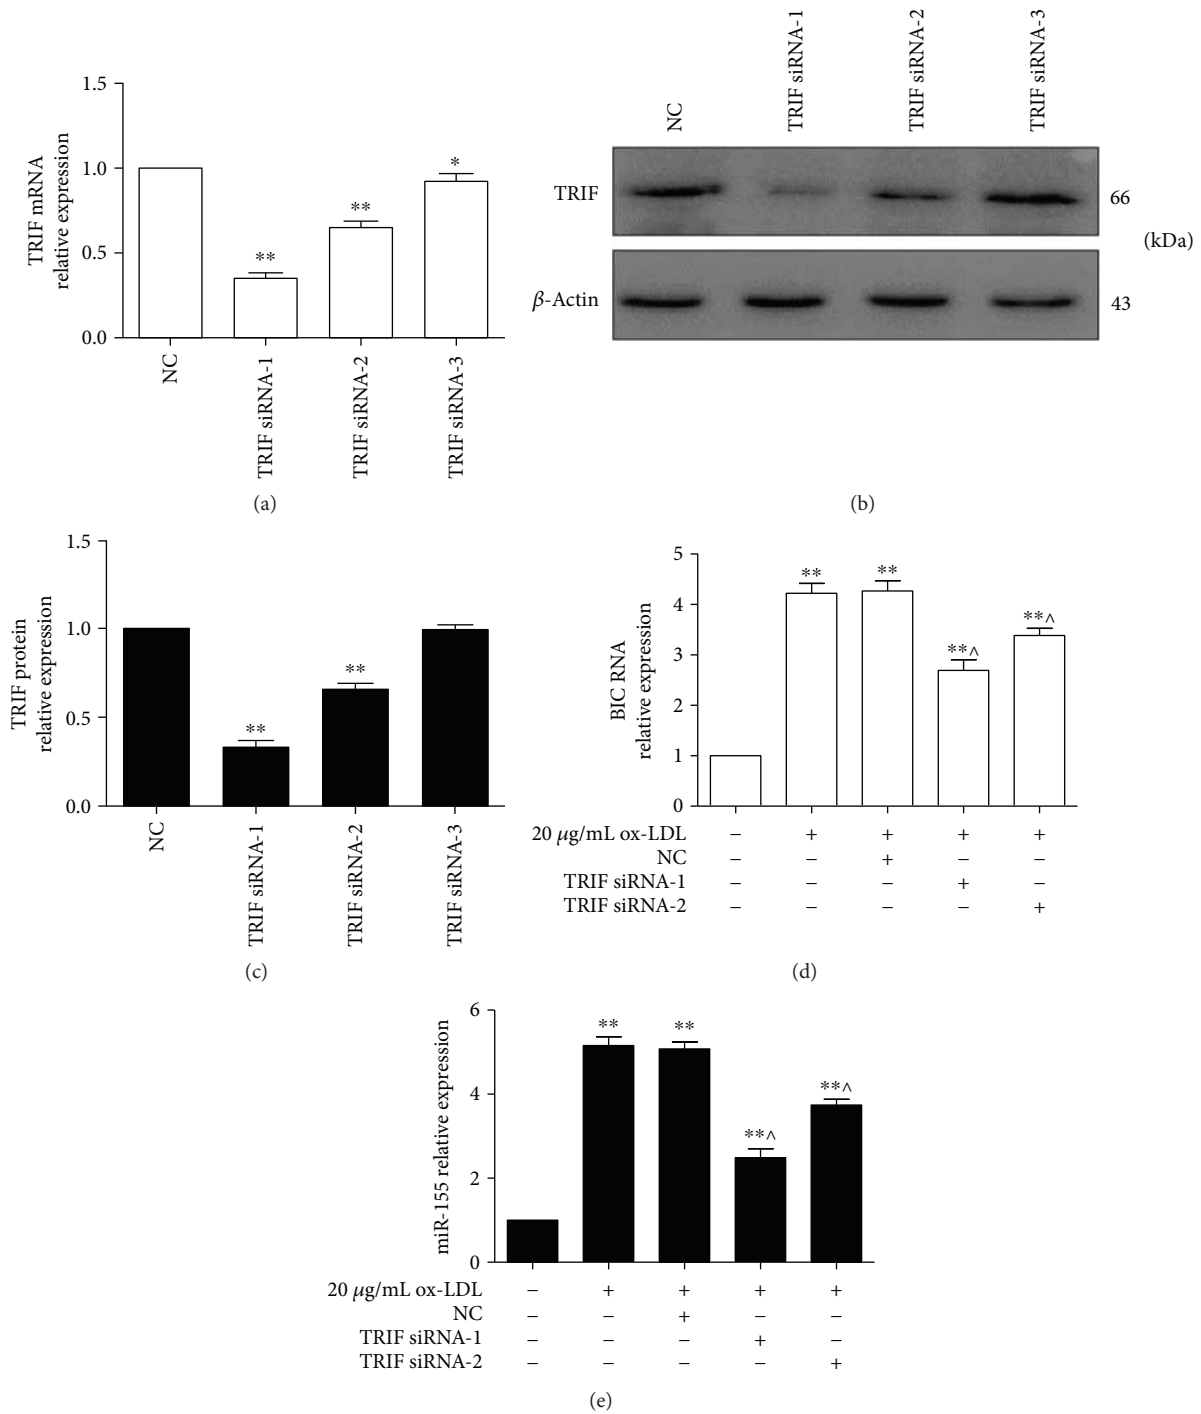 1.5
1.0
0.5
0.0
TRIF mRNA
relative expression
*
**
**
NC
TRIF siRNA-1
TRIF siRNA-2
TRIF siRNA-3
(a)
NC
TRIF siRNA-1
TRIF siRNA-2
TRIF siRNA-3
TRIF
66
(kDa)
β-Actin
43
(b)
1.5
1.0
0.5
0.0
TRIF protein
relative expression
**
**
NC
TRIF siRNA-1
TRIF siRNA-2
TRIF siRNA-3
(c)
5
4
3
2
1
0
BIC RNA
relative expression
** ** **^ **^
20 μg/mL ox-LDL − + + + +
NC − − + − −
TRIF siRNA-1 − − − + −
TRIF siRNA-2 − − − − +
(d)
6
4
2
0
miR-155 relative expression
** ** **^ **^
20 μg/mL ox-LDL − + + + +
NC − − + − −
TRIF siRNA-1 − − − + −
TRIF siRNA-2 − − − − +
(e)